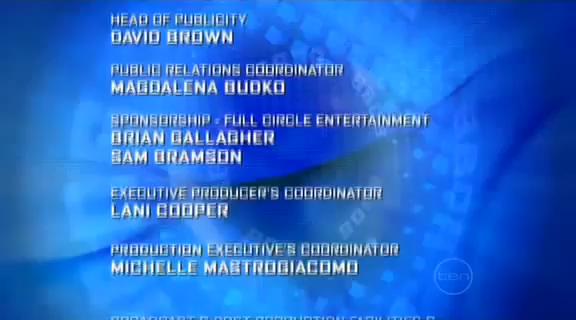 HEAD OF PUBLICITY
DAVID BROWN
PUBLIC RELATIONS COORDINATOR
MAGDALENA BUDKO
SPONSORSHIP - FULL CIRCLE ENTERTAINMENT
BRIAN GALLAGHER
SAM BRAMSON
EXECUTIVE PRODUCER'S COORDINATOR
LANI COOPER
PRODUCTION EXECUTIVE'S COORDINATOR
MICHELLE MASTROGIACOMO
ten